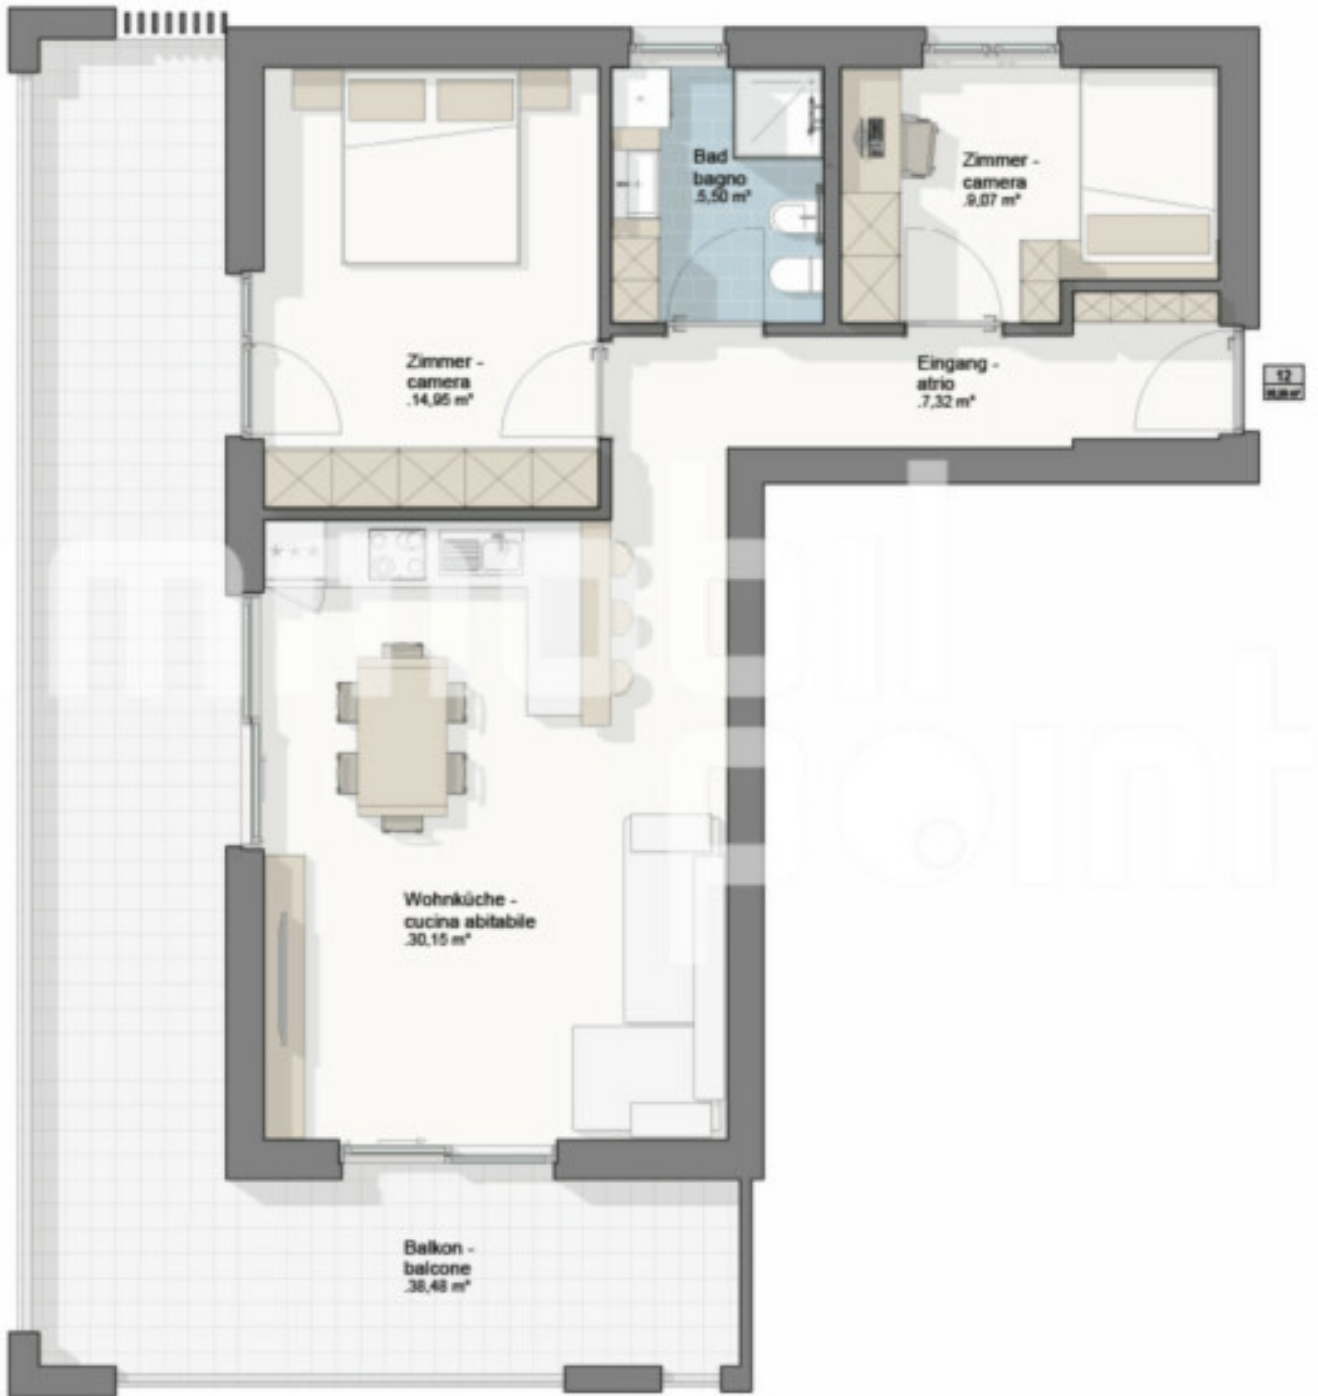 Bad
bagno
.5,50 m²
Zimmer -
camera
.9,07 m²
Zimmer -
camera
.14,95 m²
Eingang -
atrio
.7,32 m²
12
Wohnküche -
cucina abitabile
.30,15 m²
Balkon -
balcone
.38,48 m²
point